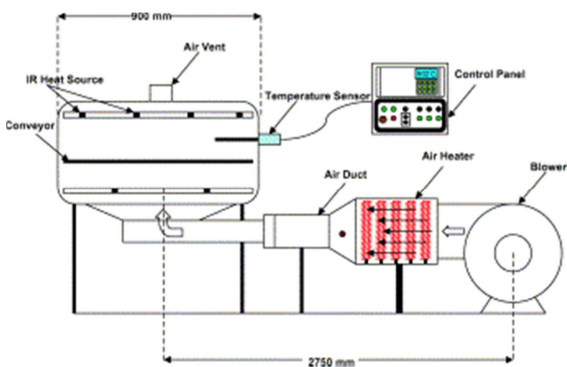 900 mm
Air Vent
IR Heat Source
Temperature Sensor
Control Panel
Conveyor
Air Heater
Air Duct
Blower
2750 mm